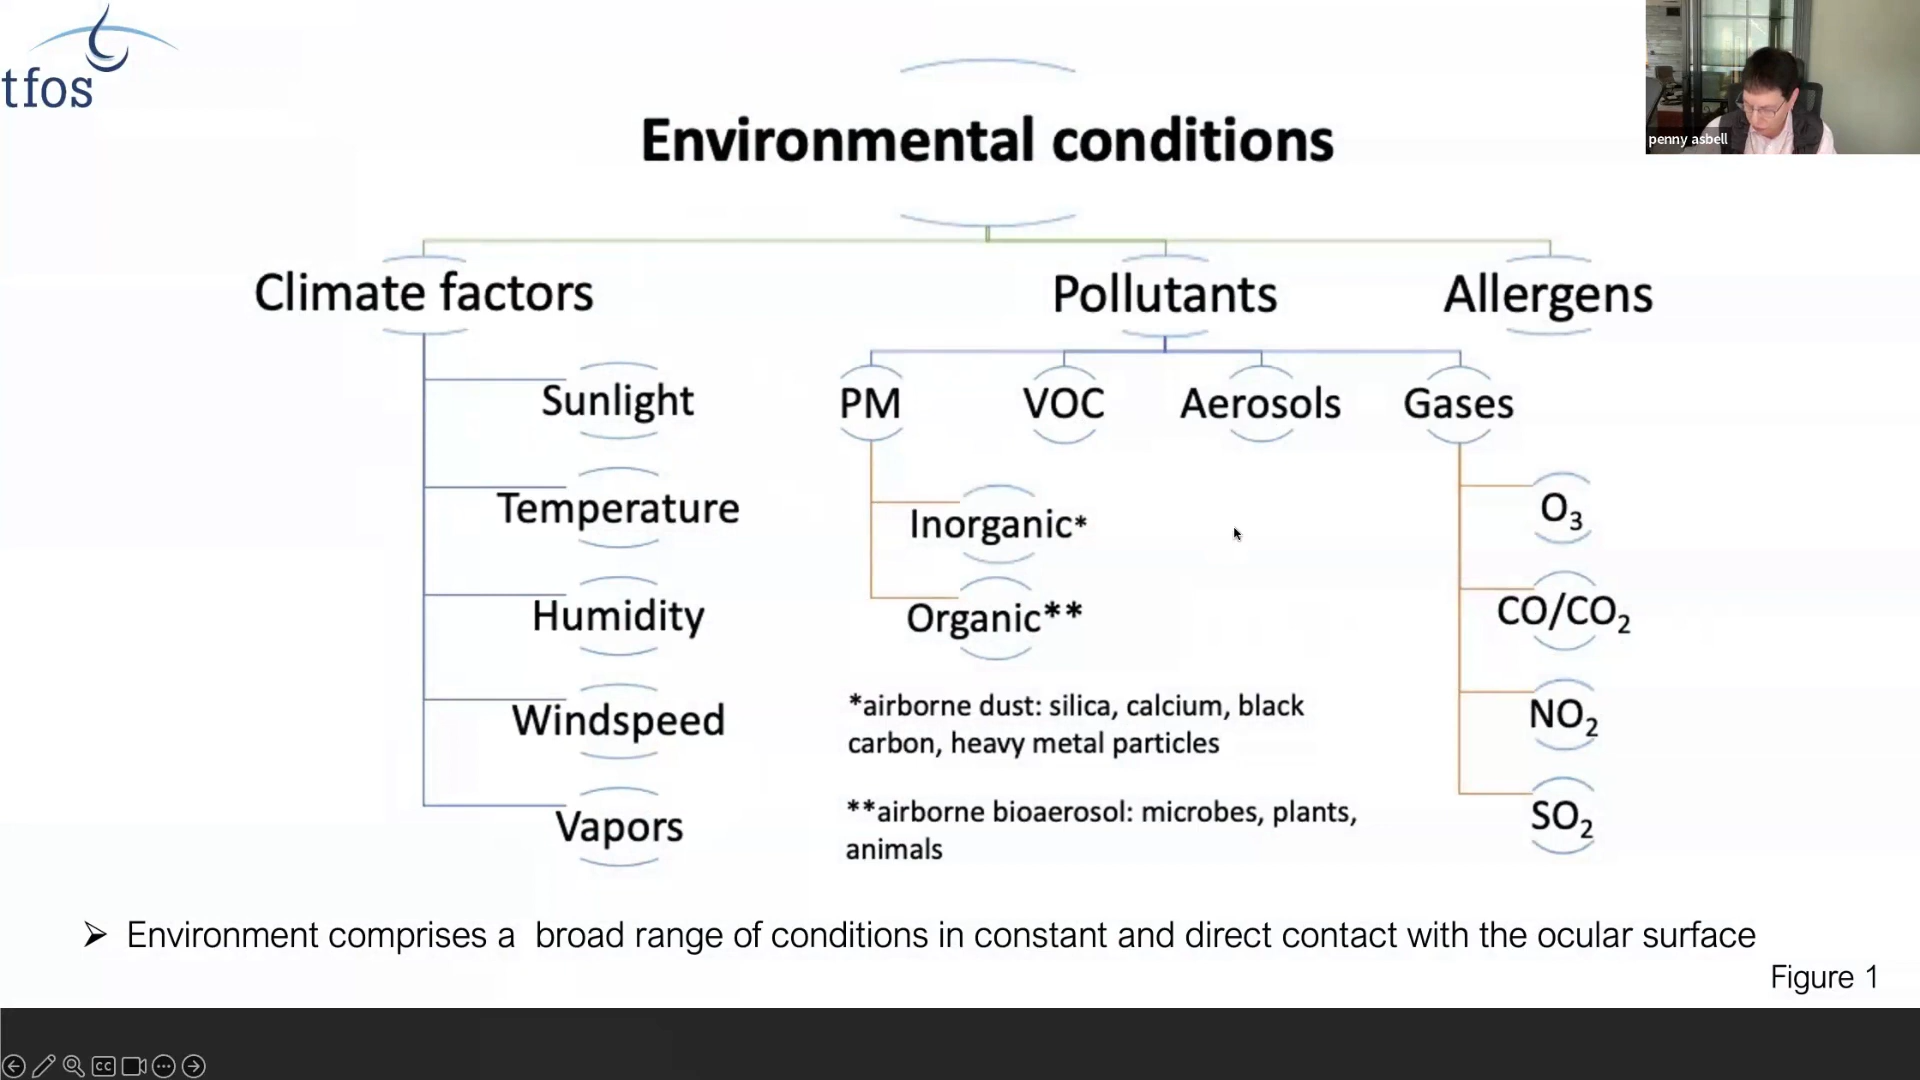 tfos
penny asbell
Environmental conditions
Climate factors
Pollutants
Allergens
Sunlight
Temperature
Humidity
Windspeed
Vapors
PM
VOC
Aerosols
Gases
Inorganic*
Organic**
O₃
CO/CO₂
NO₂
SO₂
*airborne dust: silica, calcium, black
carbon, heavy metal particles
**airborne bioaerosol: microbes, plants,
animals
➢ Environment comprises a  broad range of conditions in constant and direct contact with the ocular surface
Figure 1
CC